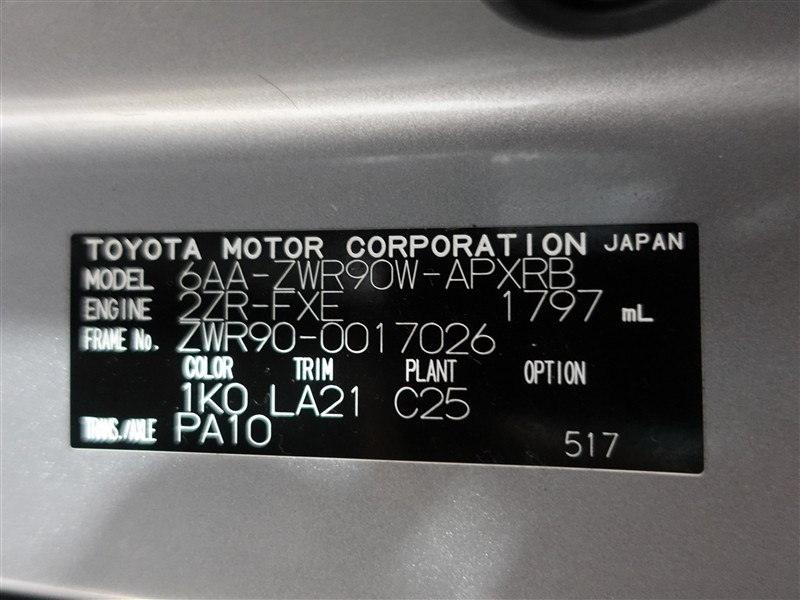 TOYOTA MOTOR CORPORATION JAPAN
MODEL 6AA-ZWR90W-APXRB
ENGINE 2ZR-FXE 1797 mL
FRAME No. ZWR90-0017026
COLOR TRIM PLANT OPTION
1K0 LA21 C25
TRANS./AXLE PA10
517